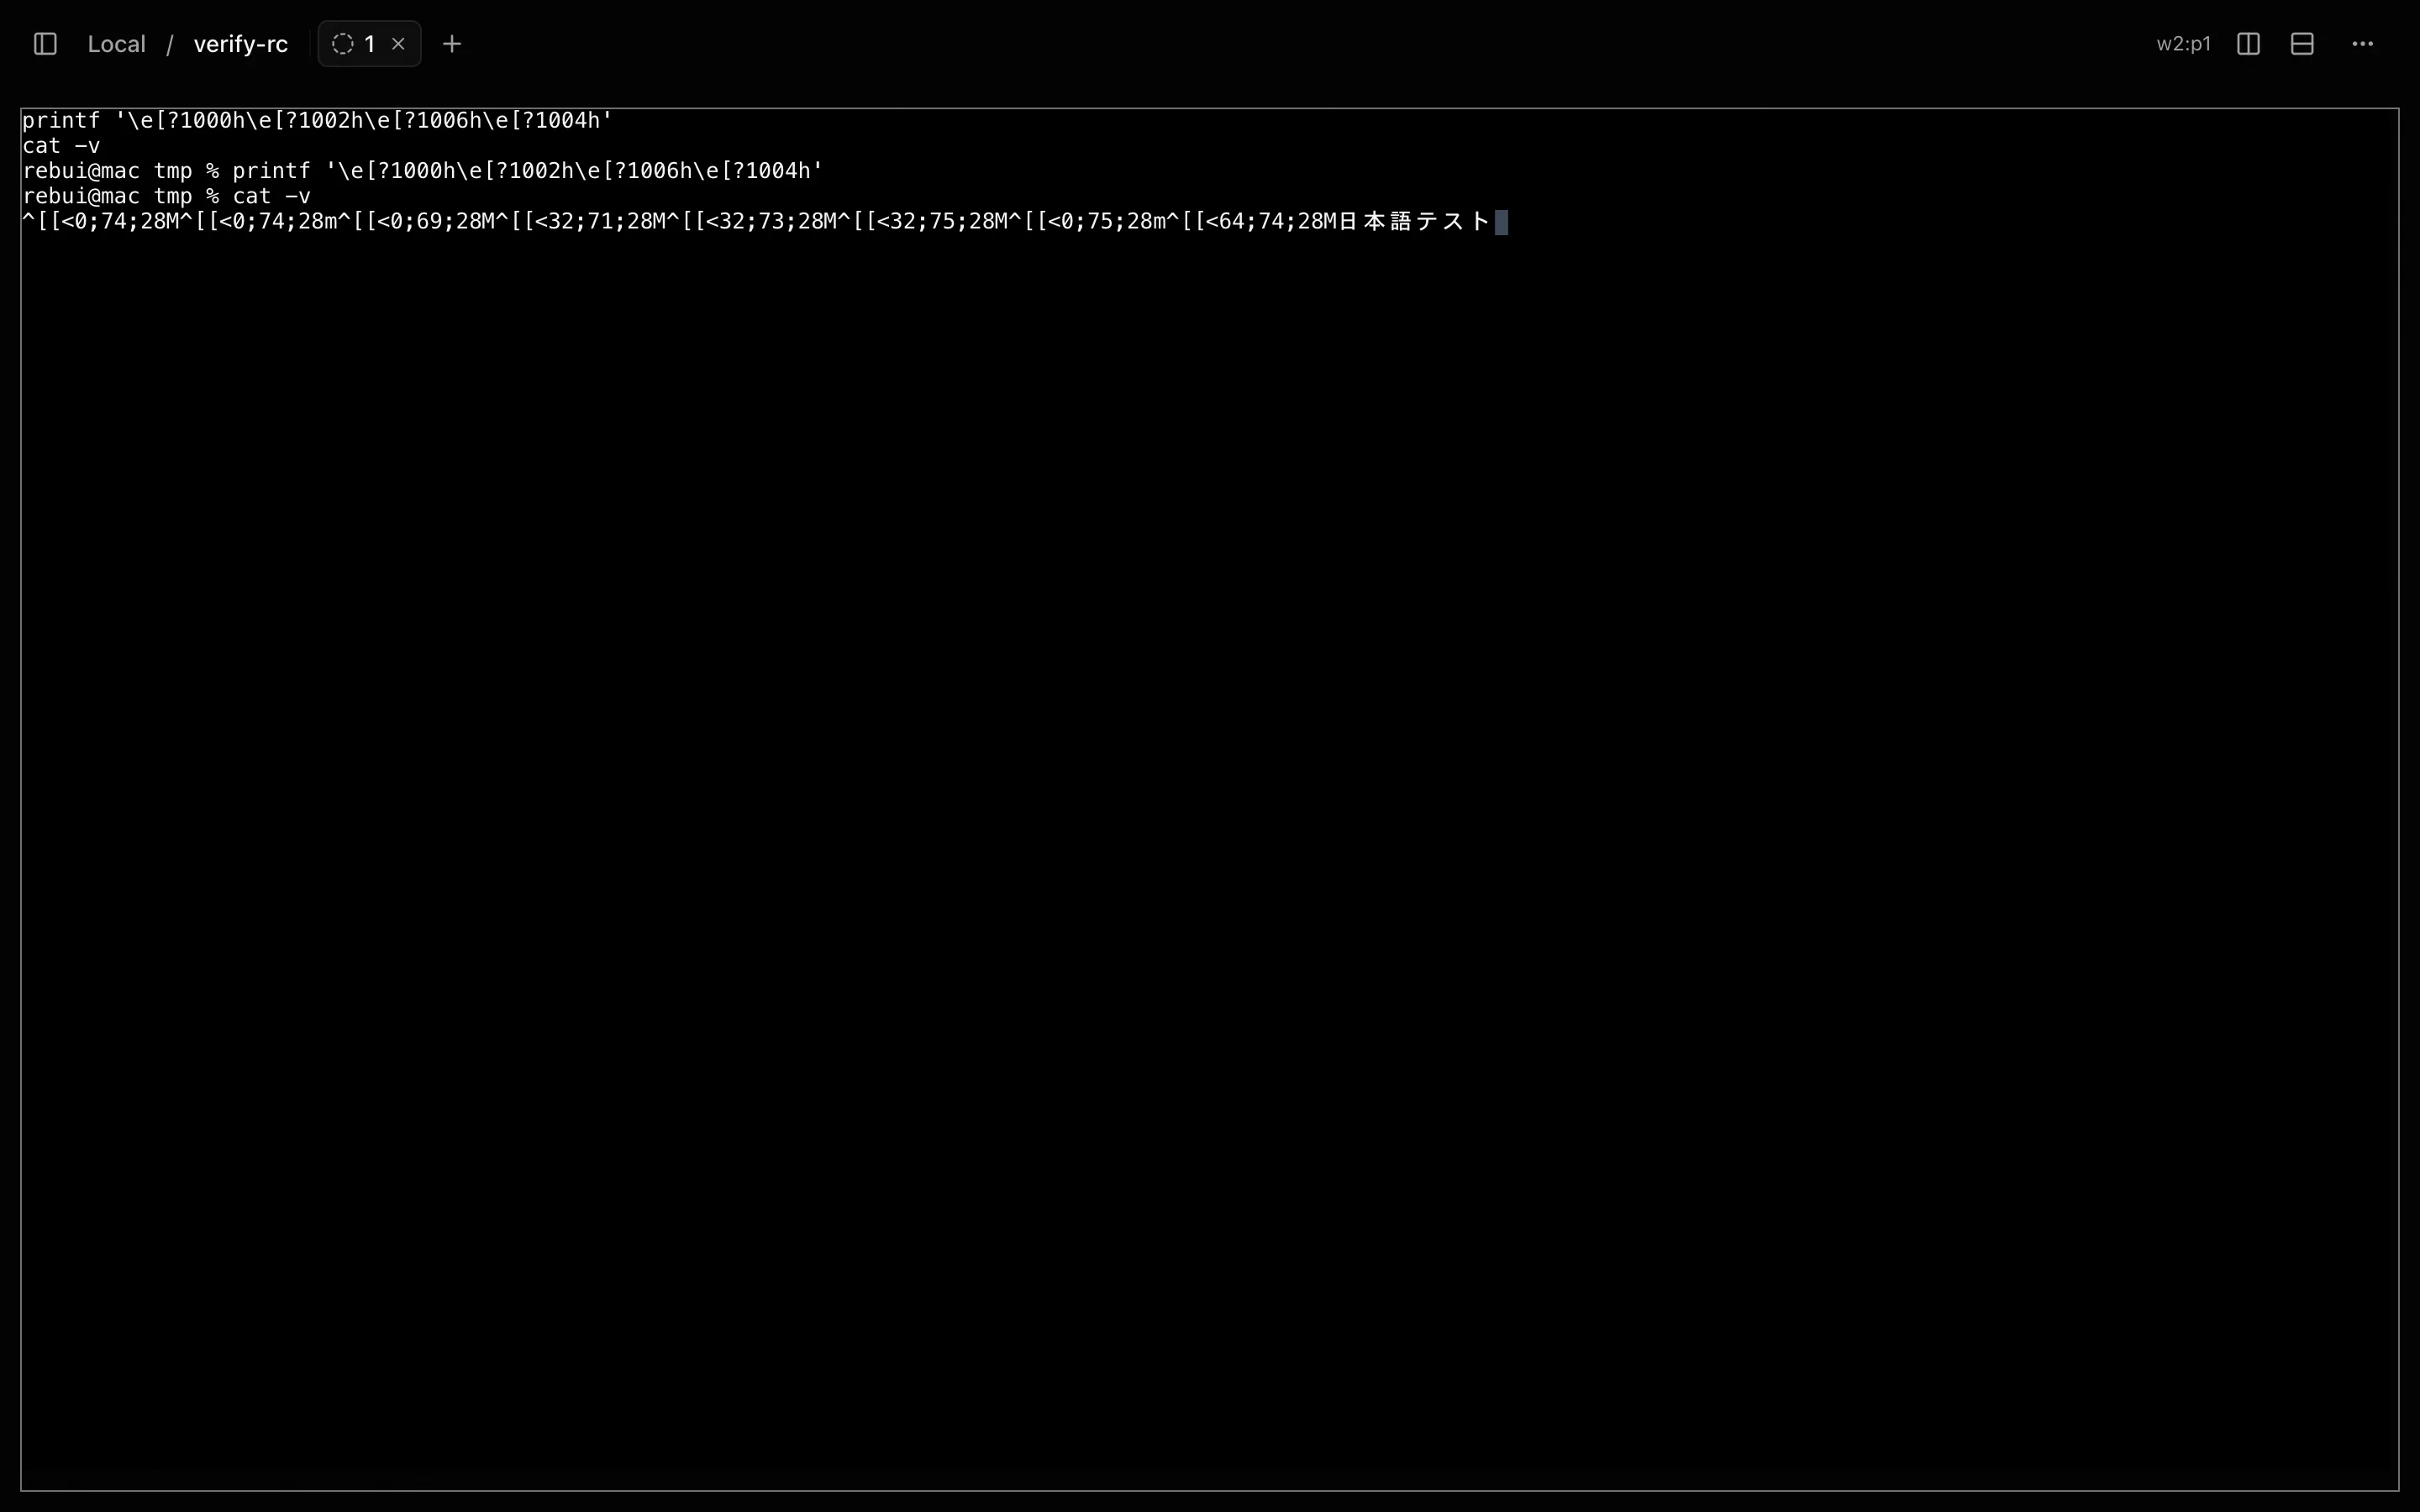 Local / verify-rc 1 × + w2:p1
printf '\e[?1000h\e[?1002h\e[?1006h\e[?1004h'
cat -v
rebui@mac tmp % printf '\e[?1000h\e[?1002h\e[?1006h\e[?1004h'
rebui@mac tmp % cat -v
^[[<0;74;28M^[[<0;74;28m^[[<0;69;28M^[[<32;71;28M^[[<32;73;28M^[[<32;75;28M^[[<0;75;28m^[[<64;74;28M日本語テスト